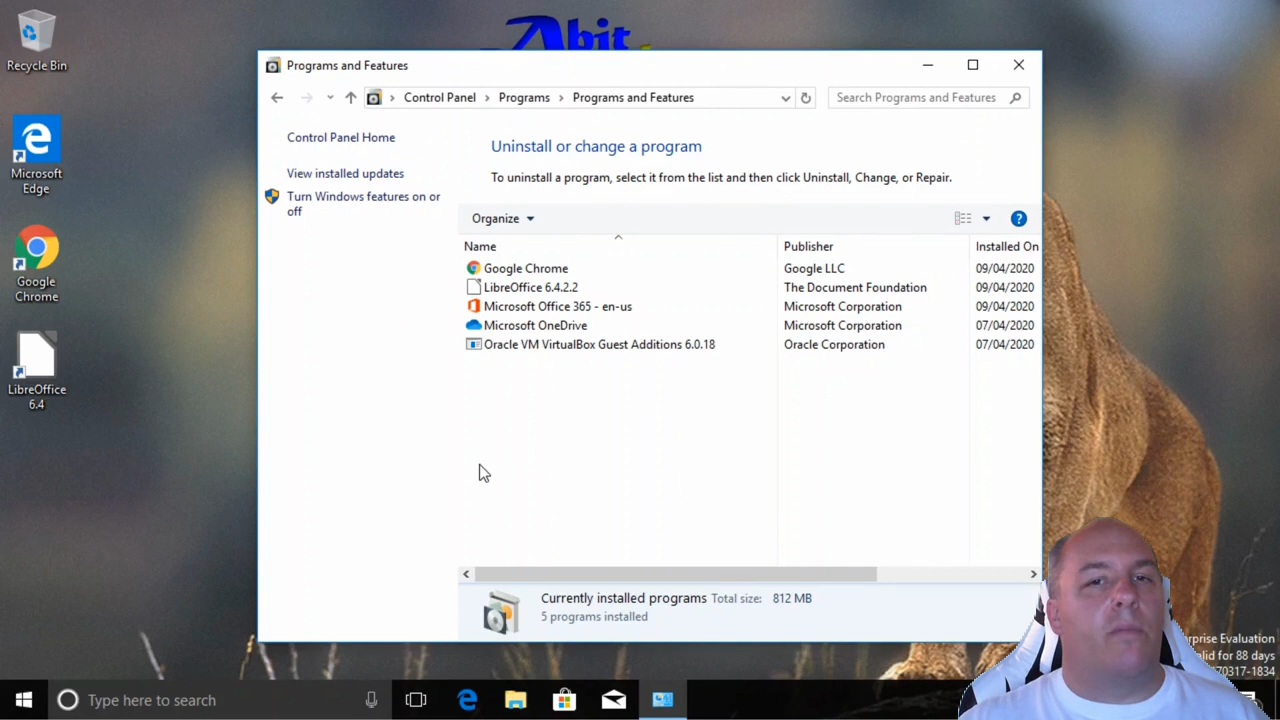 Recycle Bin
Microsoft
Edge
Google
Chrome
LibreOffice
6.4
Abit
Programs and Features
Control Panel
Programs
Programs and Features
Search Programs and Features
Control Panel Home
View installed updates
Turn Windows features on or
off
Uninstall or change a program
To uninstall a program, select it from the list and then click Uninstall, Change, or Repair.
Organize
?
Name Publisher Installed On
Google Chrome Google LLC 09/04/2020
LibreOffice 6.4.2.2 The Document Foundation 09/04/2020
Microsoft Office 365 - en-us Microsoft Corporation 09/04/2020
Microsoft OneDrive Microsoft Corporation 07/04/2020
Oracle VM VirtualBox Guest Additions 6.0.18 Oracle Corporation 07/04/2020
Currently installed programs Total size: 812 MB
5 programs installed
Evaluation
for 88 days
170317-1834
Type here to search